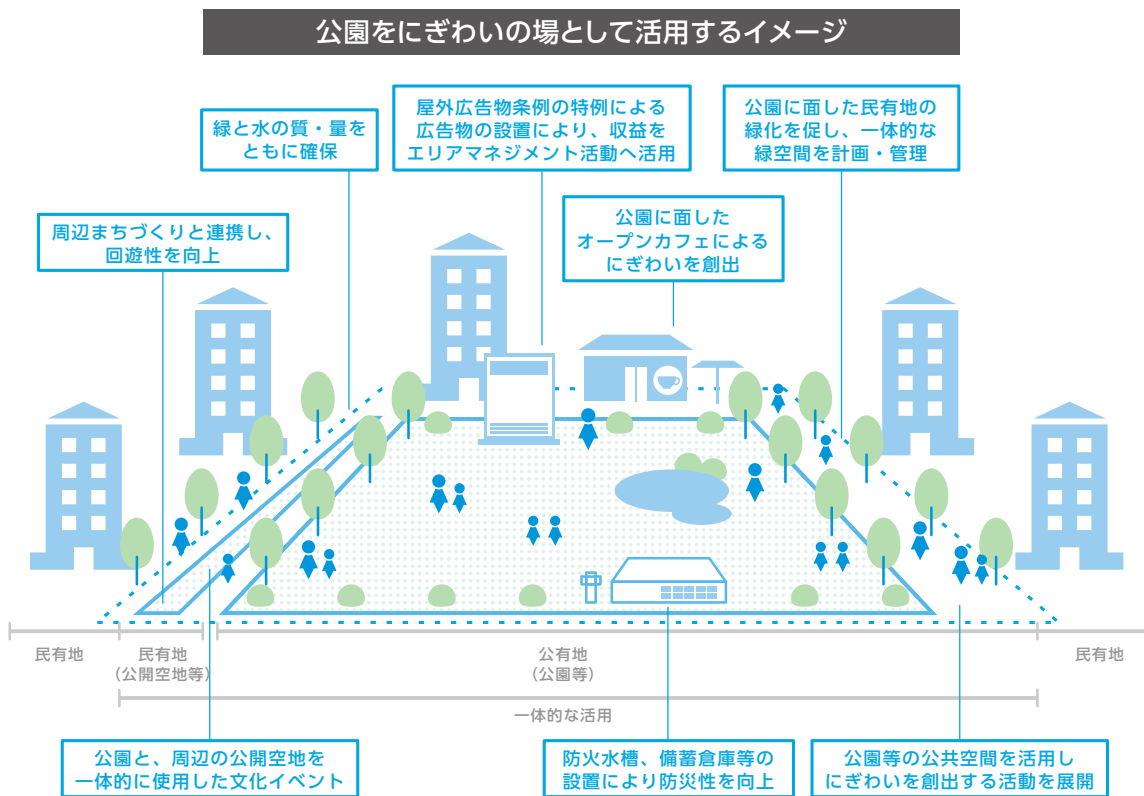 公園をにぎわいの場として活用するイメージ
緑と水の質・量を
ともに確保
屋外広告物条例の特例による
広告物の設置により、収益を
エリアマネジメント活動へ活用
公園に面した民有地の
緑化を促し、一体的な
緑空間を計画・管理
周辺まちづくりと連携し、
回遊性を向上
公園に面した
オープンカフェによる
にぎわいを創出
民有地
民有地
（公開空地等）
公有地
（公園等）
民有地
一体的な活用
公園と、周辺の公開空地を
一体的に使用した文化イベント
防火水槽、備蓄倉庫等の
設置により防災性を向上
公園等の公共空間を活用し
にぎわいを創出する活動を展開